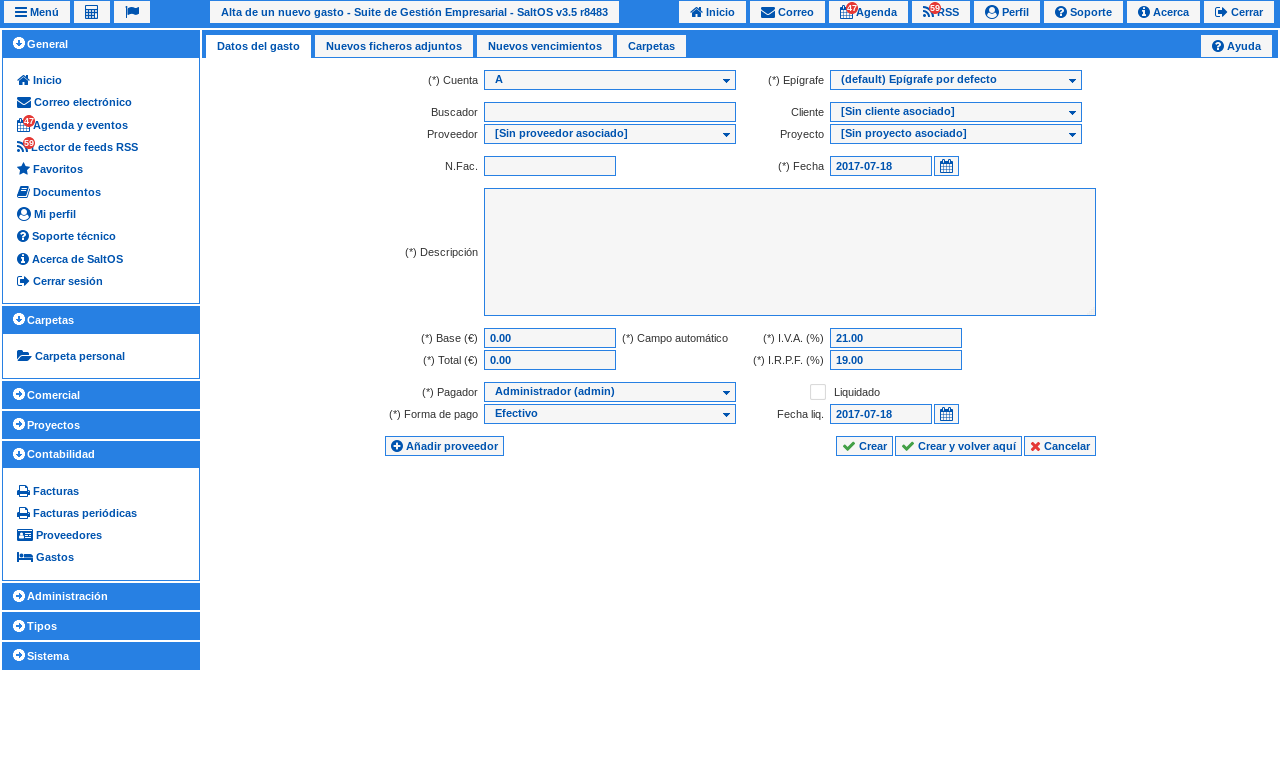 Menú
Alta de un nuevo gasto - Suite de Gestión Empresarial - SaltOS v3.5 r8483
Inicio
Correo
47 Agenda
59 RSS
Perfil
Soporte
Acerca
Cerrar
General
Inicio
Correo electrónico
47 Agenda y eventos
59 Lector de feeds RSS
Favoritos
Documentos
Mi perfil
Soporte técnico
Acerca de SaltOS
Cerrar sesión
Carpetas
Carpeta personal
Comercial
Proyectos
Contabilidad
Facturas
Facturas periódicas
Proveedores
Gastos
Administración
Tipos
Sistema
Datos del gasto
Nuevos ficheros adjuntos
Nuevos vencimientos
Carpetas
Ayuda
(*) Cuenta A (*) Epígrafe (default) Epígrafe por defecto
Buscador Cliente [Sin cliente asociado]
Proveedor [Sin proveedor asociado] Proyecto [Sin proyecto asociado]
N.Fac. (*) Fecha 2017-07-18
(*) Descripción
(*) Base (€) 0.00 (*) Campo automático (*) I.V.A. (%) 21.00
(*) Total (€) 0.00 (*) I.R.P.F. (%) 19.00
(*) Pagador Administrador (admin) Liquidado
(*) Forma de pago Efectivo Fecha liq. 2017-07-18
Añadir proveedor Crear Crear y volver aquí Cancelar